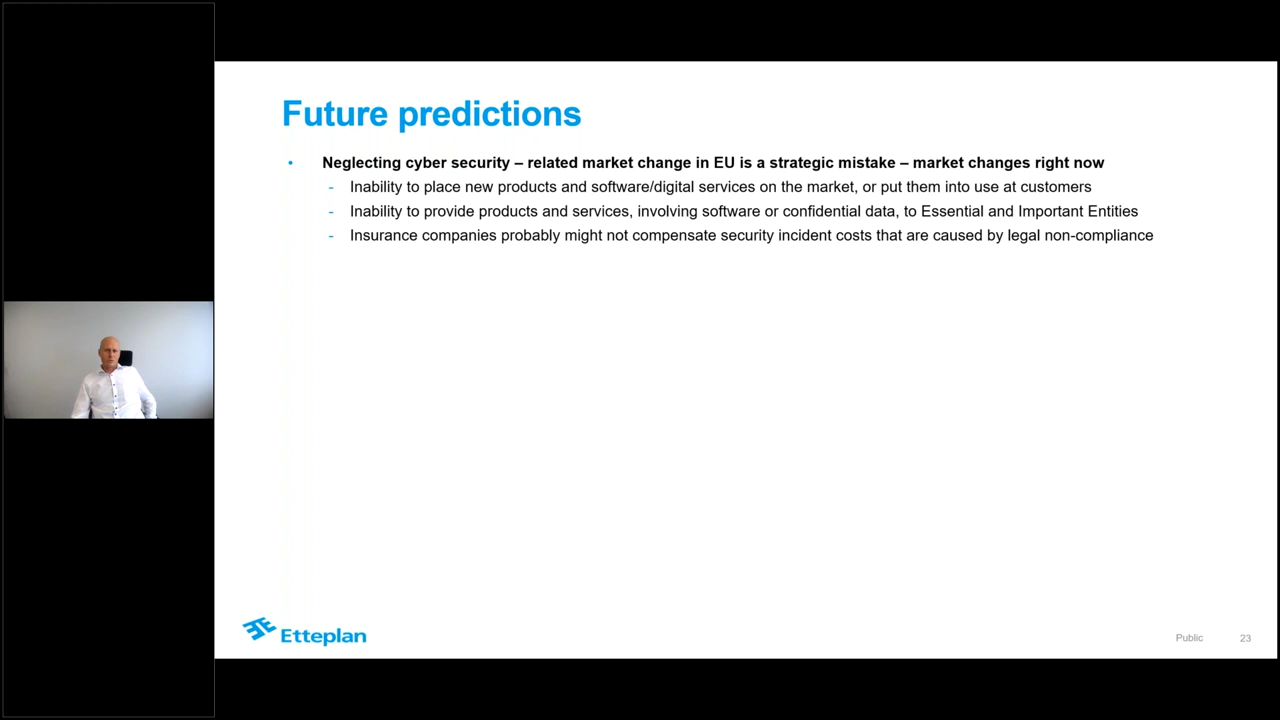 Future predictions
• Neglecting cyber security – related market change in EU is a strategic mistake – market changes right now
- Inability to place new products and software/digital services on the market, or put them into use at customers
- Inability to provide products and services, involving software or confidential data, to Essential and Important Entities
- Insurance companies probably might not compensate security incident costs that are caused by legal non-compliance
Etteplan
Public 23